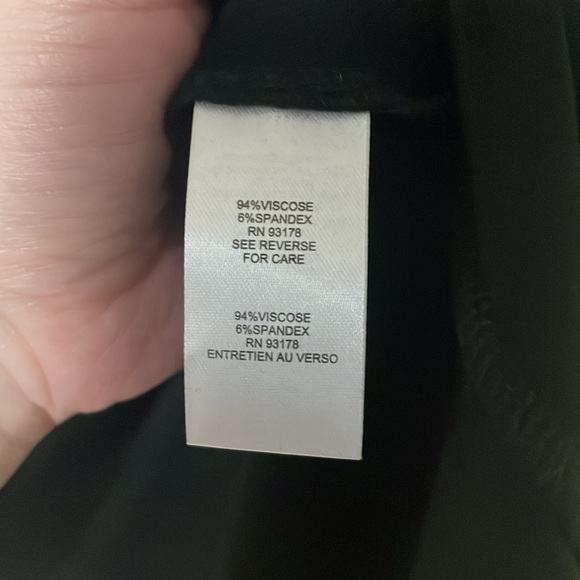 94%VISCOSE
6%SPANDEX
RN 93178
SEE REVERSE
FOR CARE
94%VISCOSE
6%SPANDEX
RN 93178
ENTRETIEN AU VERSO